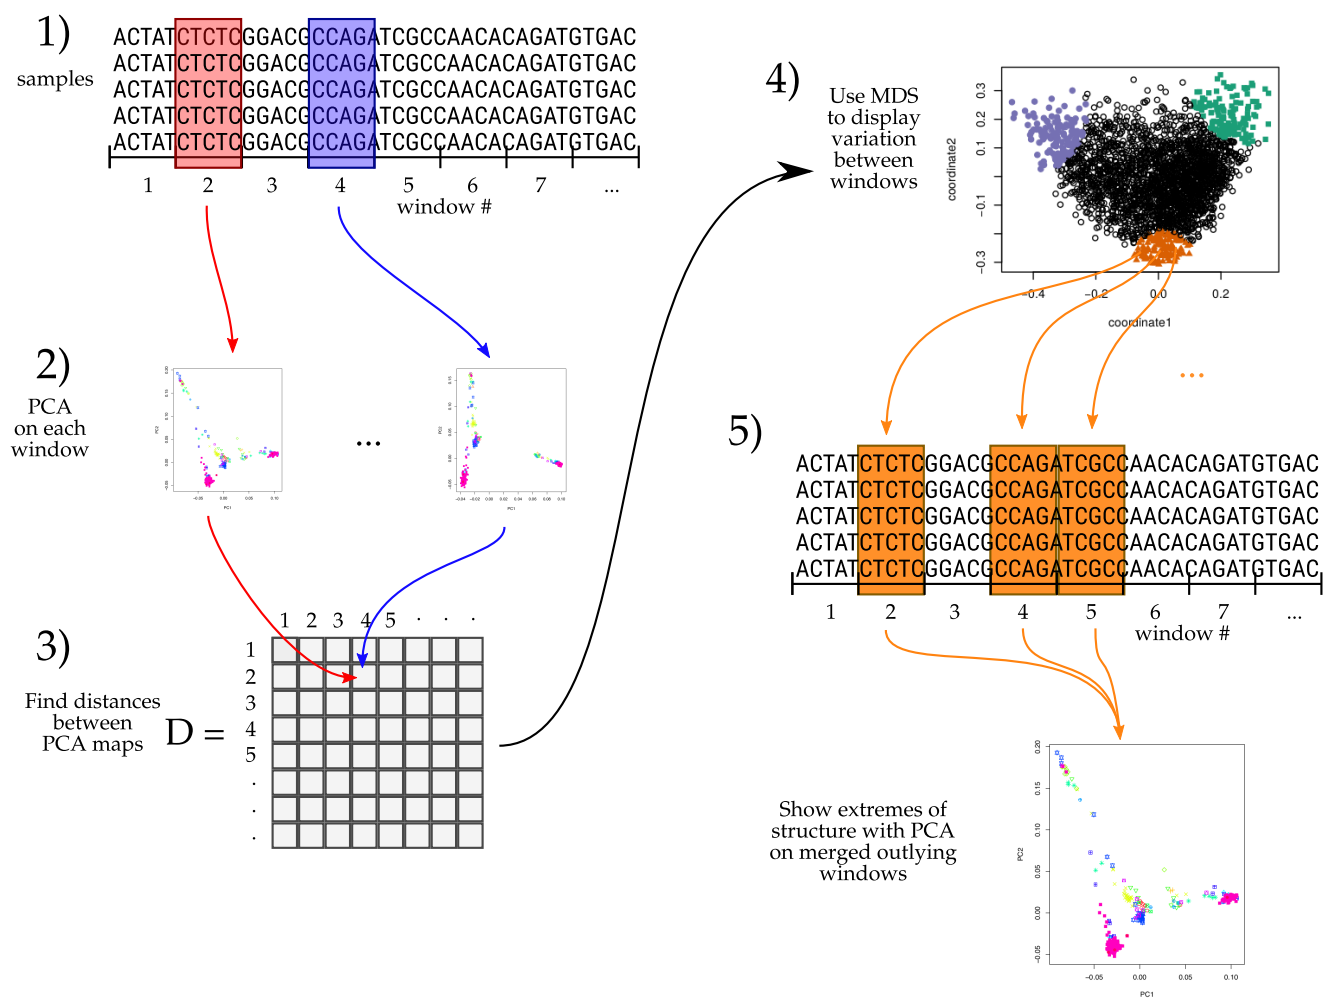 1)
samples
ACTATCTCTCGGACGCCAGATCGCCAACACAGATGTGAC
ACTATCTCTCGGACGCCAGATCGCCAACACAGATGTGAC
ACTATCTCTCGGACGCCAGATCGCCAACACAGATGTGAC
ACTATCTCTCGGACGCCAGATCGCCAACACAGATGTGAC
ACTATCTCTCGGACGCCAGATCGCCAACACAGATGTGAC
1 2 3 4 5 6 7 ...
window #
2)
PCA
on each
window
...
PC2
PC1
PC2
PC1
3)
Find distances
between
PCA maps
D =
1 2 3 4 5 . . .
1
2
3
4
5
.
.
.
4)
Use MDS
to display
variation
between
windows
coordinate2
0.3
0.2
0.1
−0.1
−0.3
−0.4 −0.2 0.0 0.2
coordinate1
...
5)
ACTATCTCTCGGACGCCAGATCGCCAACACAGATGTGAC
ACTATCTCTCGGACGCCAGATCGCCAACACAGATGTGAC
ACTATCTCTCGGACGCCAGATCGCCAACACAGATGTGAC
ACTATCTCTCGGACGCCAGATCGCCAACACAGATGTGAC
ACTATCTCTCGGACGCCAGATCGCCAACACAGATGTGAC
1 2 3 4 5 6 7 ...
window #
Show extremes of
structure with PCA
on merged outlying
windows
PC2
0.20
0.15
0.10
0.05
0.00
−0.05
−0.05 0.00 0.05 0.10
PC1